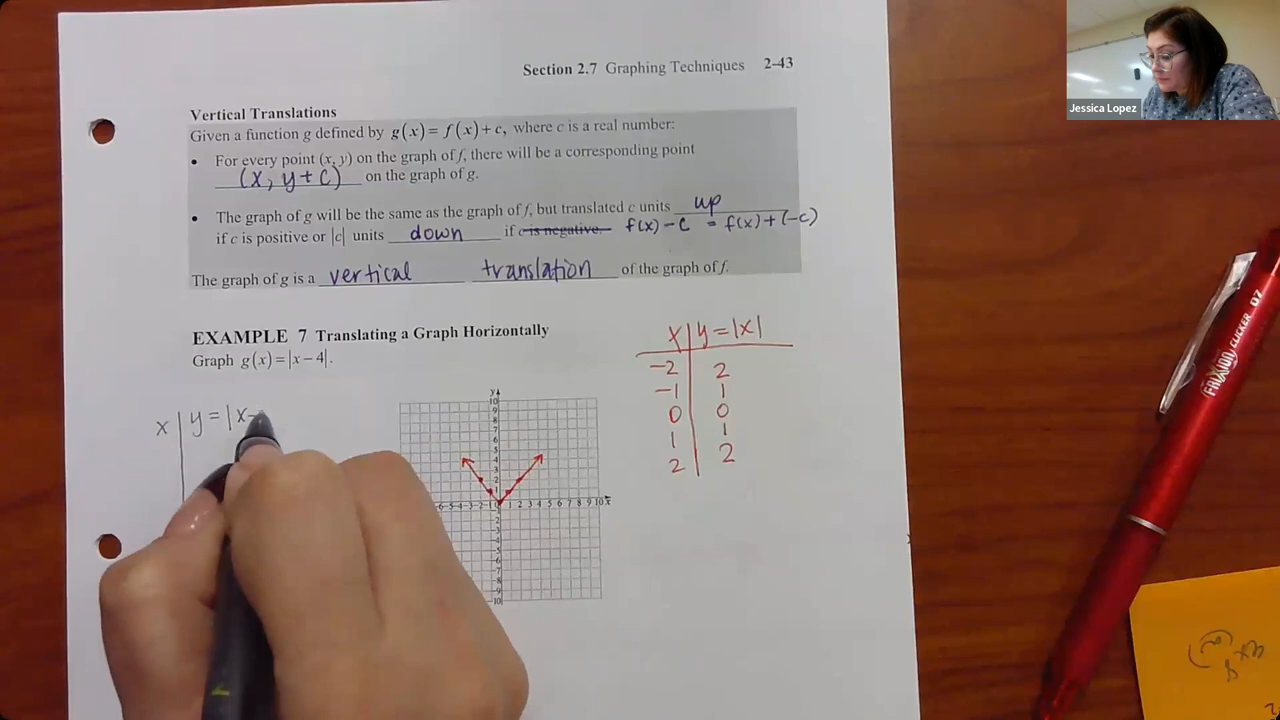 Section 2.7 Graphing Techniques 2-43
Jessica Lopez
Vertical Translations
Given a function g defined by g(x) = f(x) + c, where c is a real number:
• For every point (x, y) on the graph of f, there will be a corresponding point
(x, y+c) on the graph of g.
• The graph of g will be the same as the graph of f, but translated c units up
if c is positive or |c| units down if c is negative. f(x) - c = f(x) + (-c)
The graph of g is a vertical translation of the graph of f.
EXAMPLE 7 Translating a Graph Horizontally
Graph g(x) = |x − 4|.
x y = |x|
-2 2
-1 1
0 0
1 1
2 2
x y = |x-
FRIXION CLICKER 07